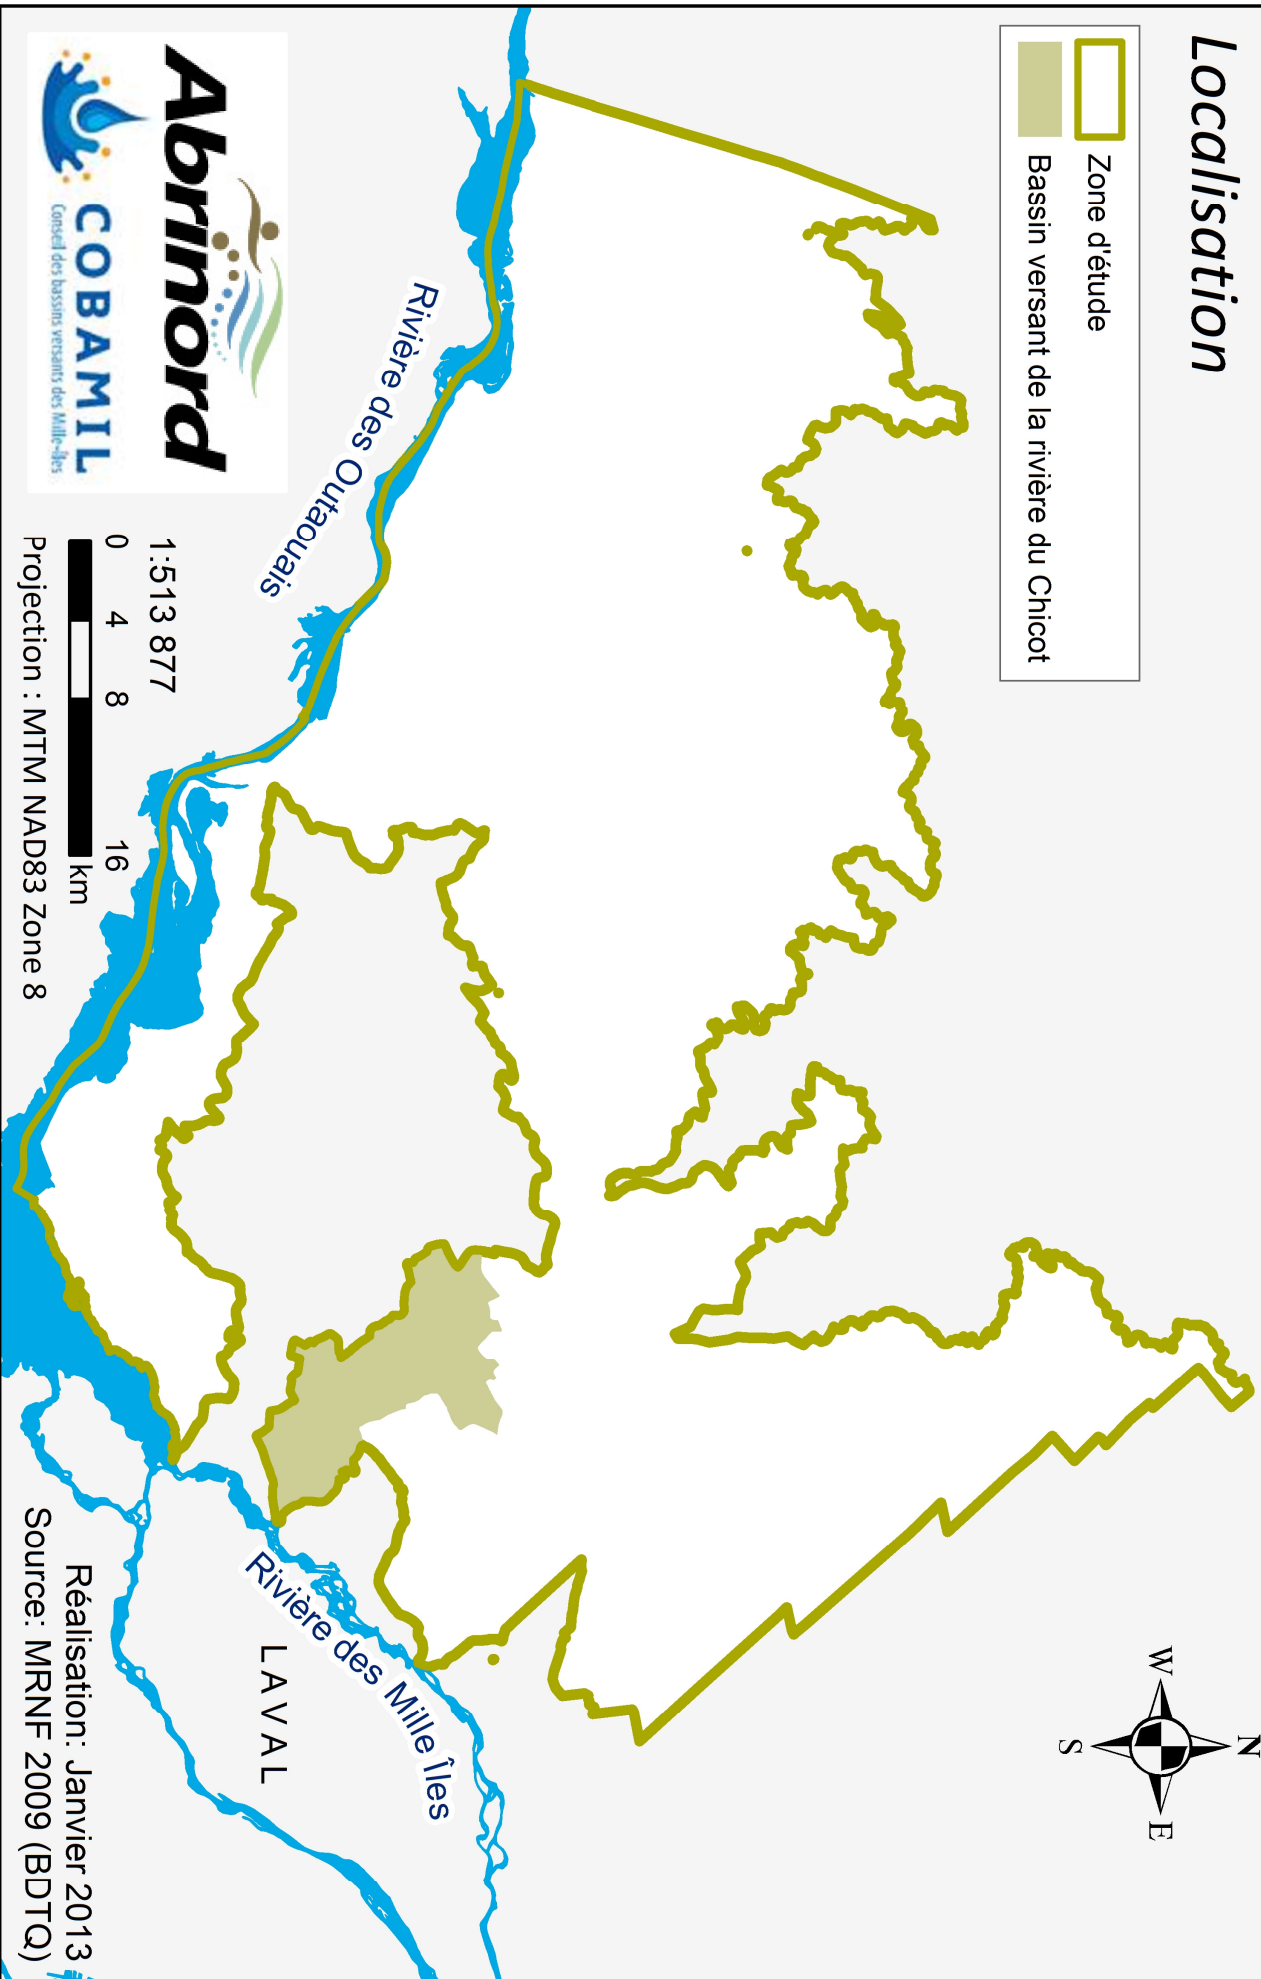 Localisation
Zone d'étude
Bassin versant de la rivière du Chicot
N
W
E
S
Rivière des Outaouais
Rivière des Mille Îles
LAVAL
Abrinord
COBAMIL
Conseil des bassins versants des Mille-Îles
1:513 877
0 4 8 16
km
Projection : MTM NAD83 Zone 8
Réalisation: Janvier 2013
Source: MRNF 2009 (BDTQ)